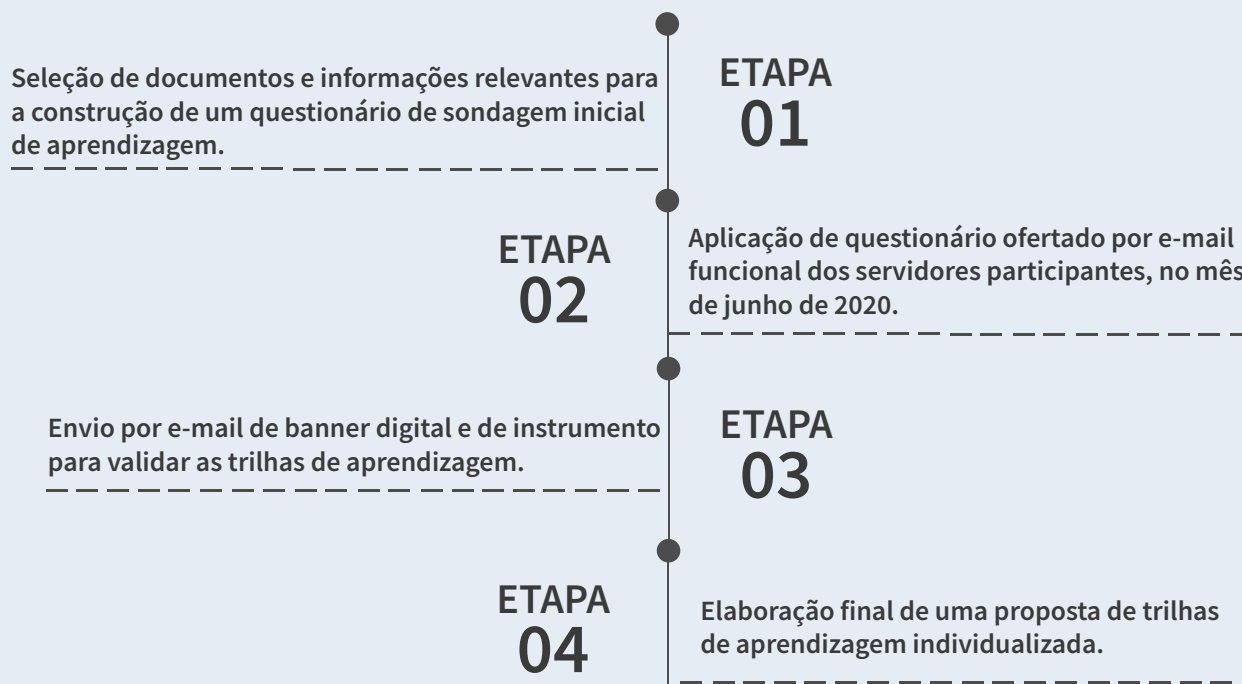 ETAPA
01
Seleção de documentos e informações relevantes para
a construção de um questionário de sondagem inicial
de aprendizagem.
ETAPA
02
Aplicação de questionário ofertado por e-mail
funcional dos servidores participantes, no mês
de junho de 2020.
ETAPA
03
Envio por e-mail de banner digital e de instrumento
para validar as trilhas de aprendizagem.
ETAPA
04
Elaboração final de uma proposta de trilhas
de aprendizagem individualizada.